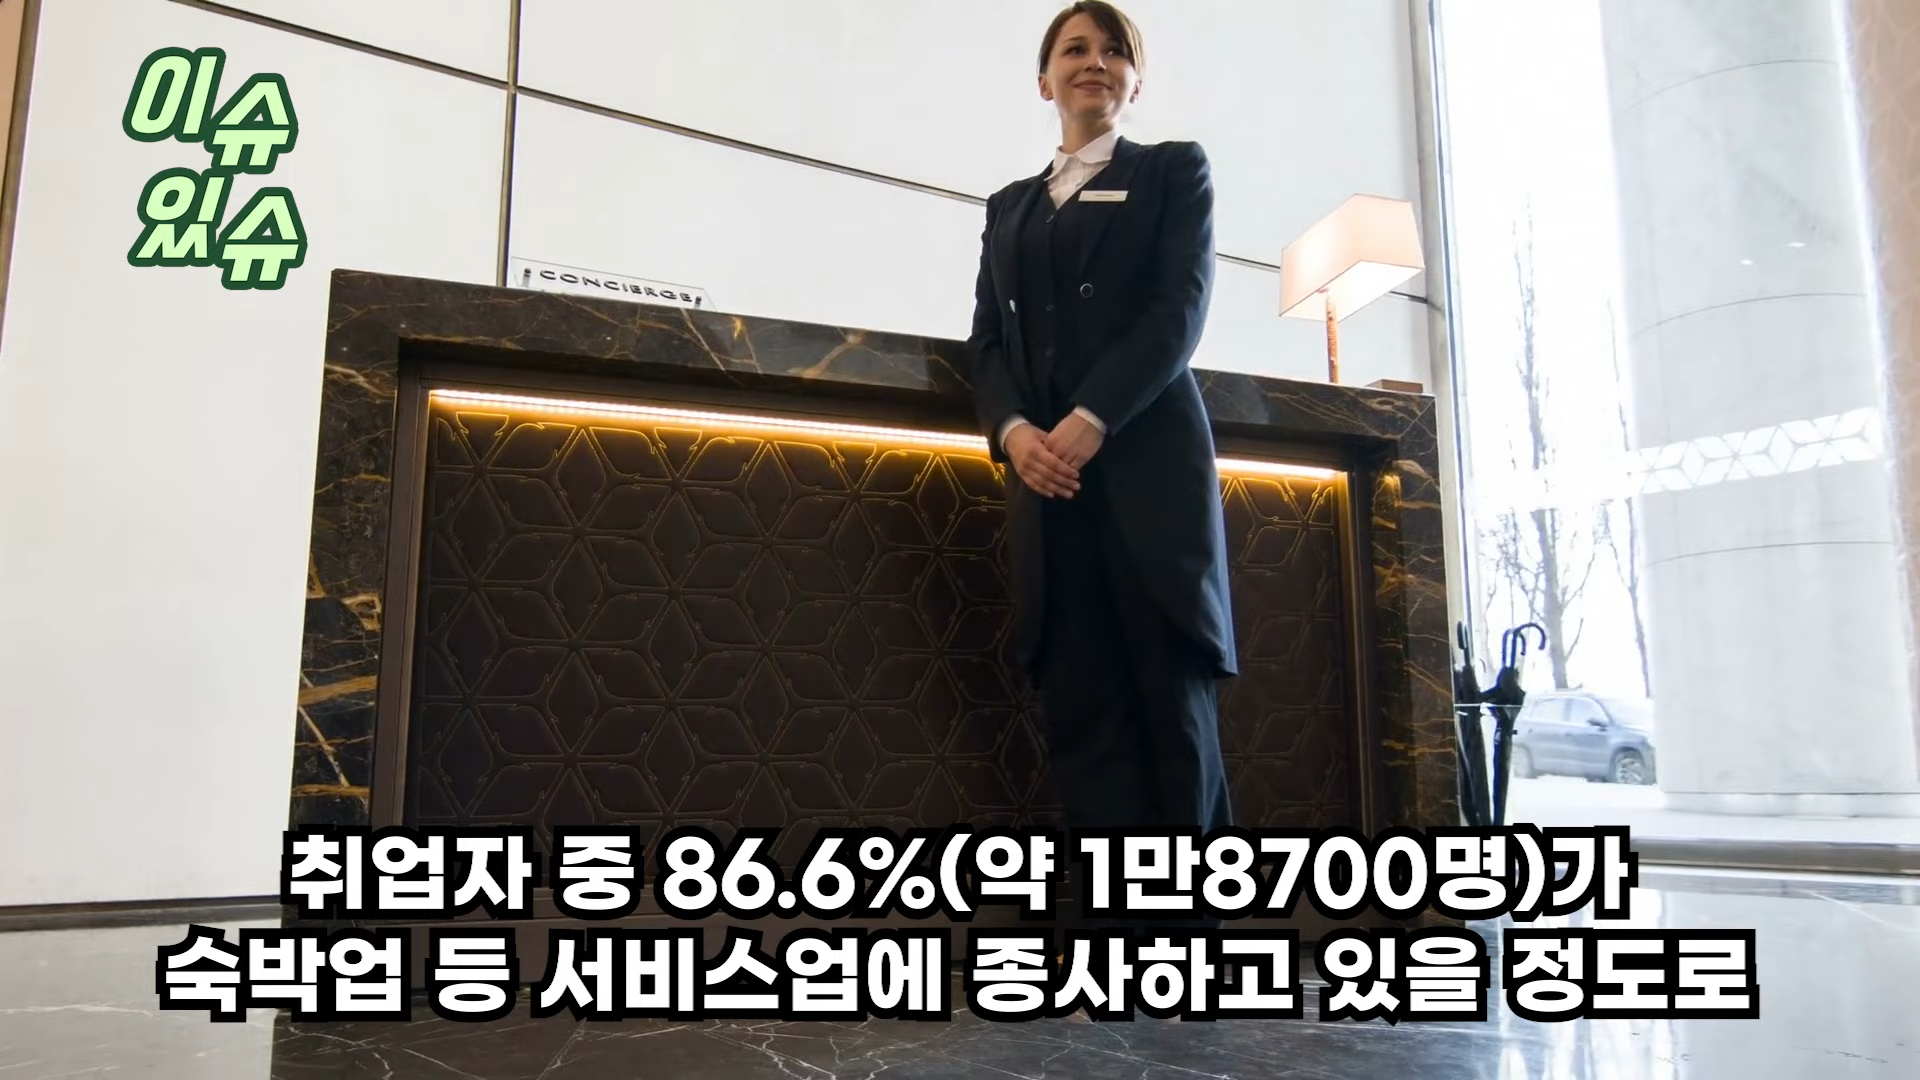 이슈
있슈
CONCIERGE
취업자 중 86.6%(약 1만8700명)가
숙박업 등 서비스업에 종사하고 있을 정도로